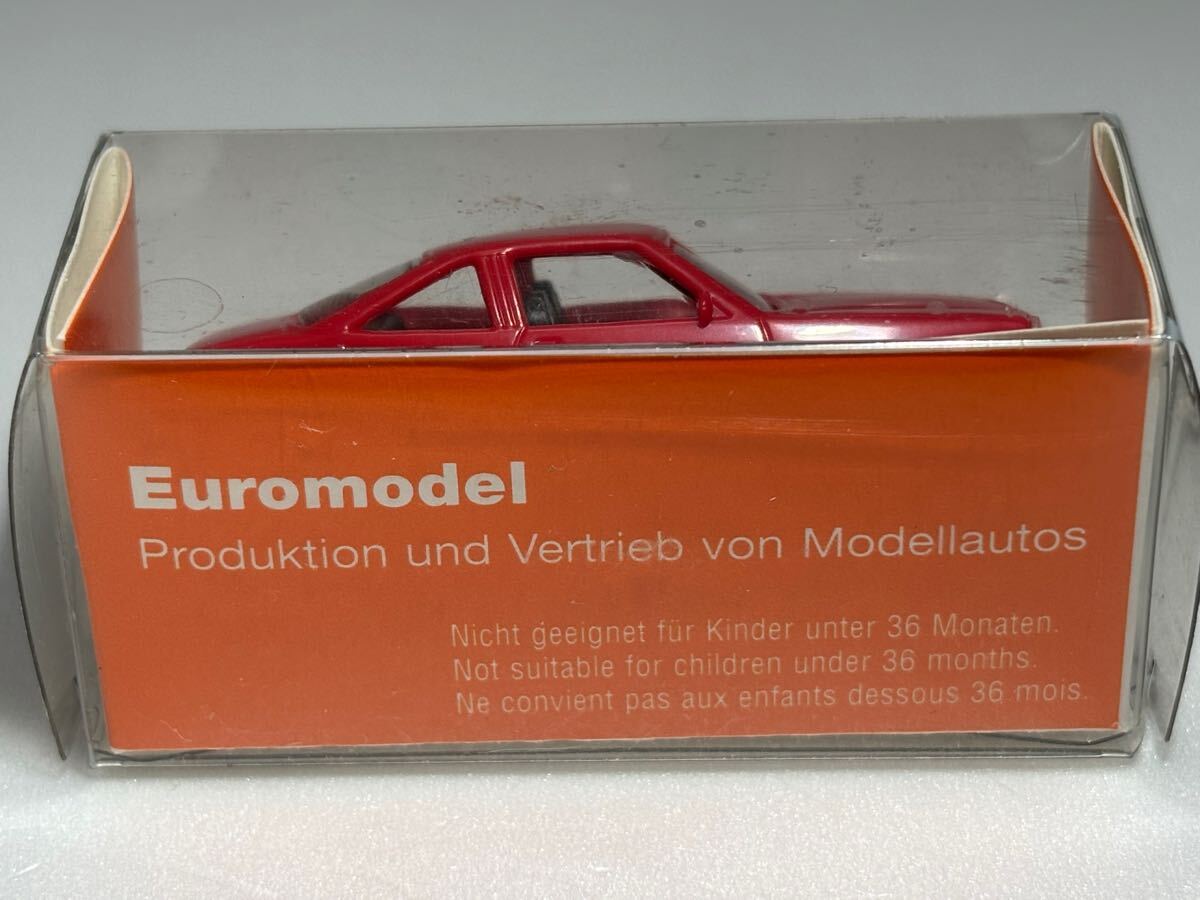 Euromodel
Produktion und Vertrieb von Modellautos
Nicht geeignet für Kinder unter 36 Monaten.
Not suitable for children under 36 months.
Ne convient pas aux enfants dessous 36 mois.